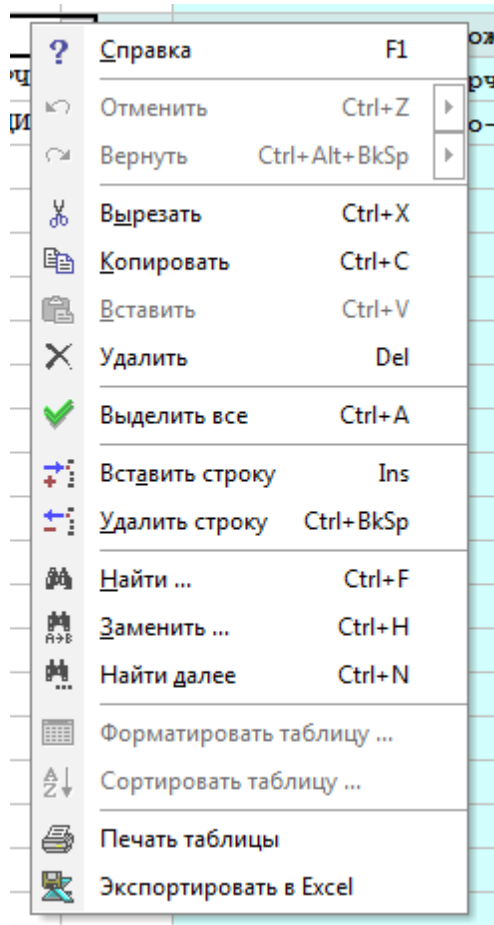 Справка F1
Отменить Ctrl+Z
Вернуть Ctrl+Alt+BkSp
Вырезать Ctrl+X
Копировать Ctrl+C
Вставить Ctrl+V
Удалить Del
Выделить все Ctrl+A
Вставить строку Ins
Удалить строку Ctrl+BkSp
Найти ... Ctrl+F
Заменить ... Ctrl+H
Найти далее Ctrl+N
Форматировать таблицу ...
Сортировать таблицу ...
Печать таблицы
Экспортировать в Excel